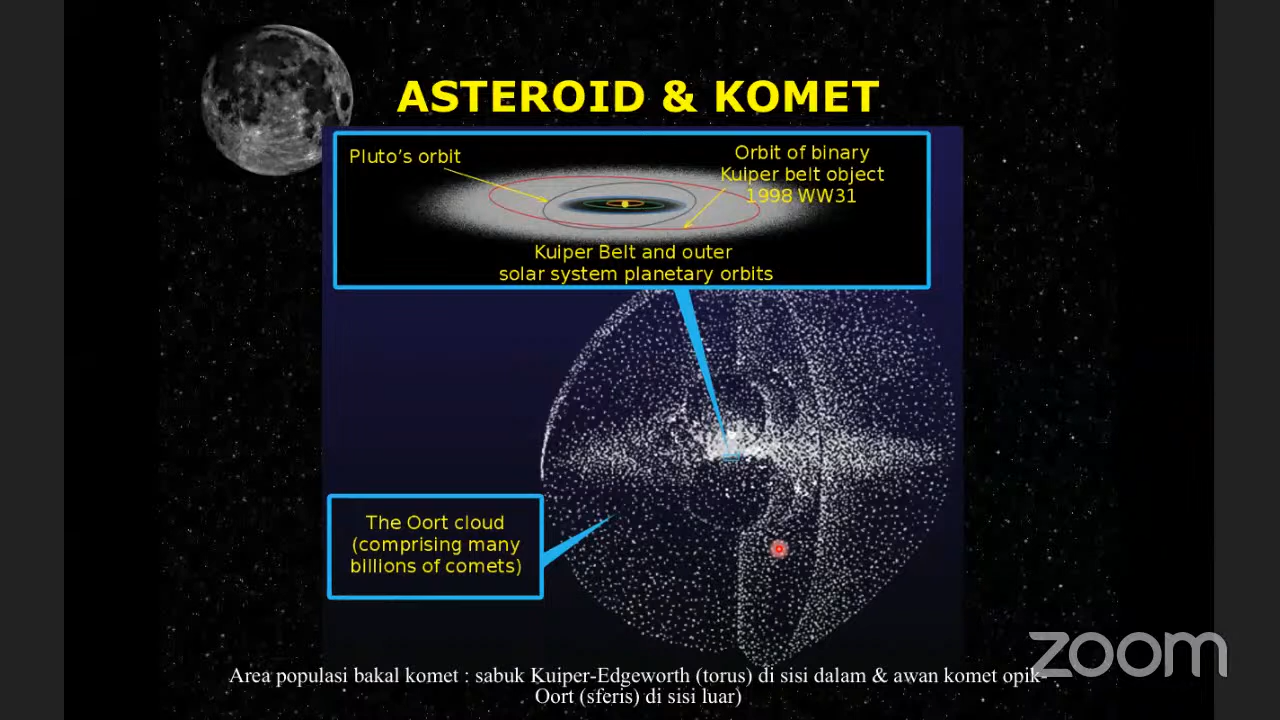 ASTEROID & KOMET
Pluto's orbit
Orbit of binary
Kuiper belt object
1998 WW31
Kuiper Belt and outer
solar system planetary orbits
The Oort cloud
(comprising many
billions of comets)
zoom
Area populasi bakal komet : sabuk Kuiper-Edgeworth (torus) di sisi dalam & awan komet opik-
Oort (sferis) di sisi luar)